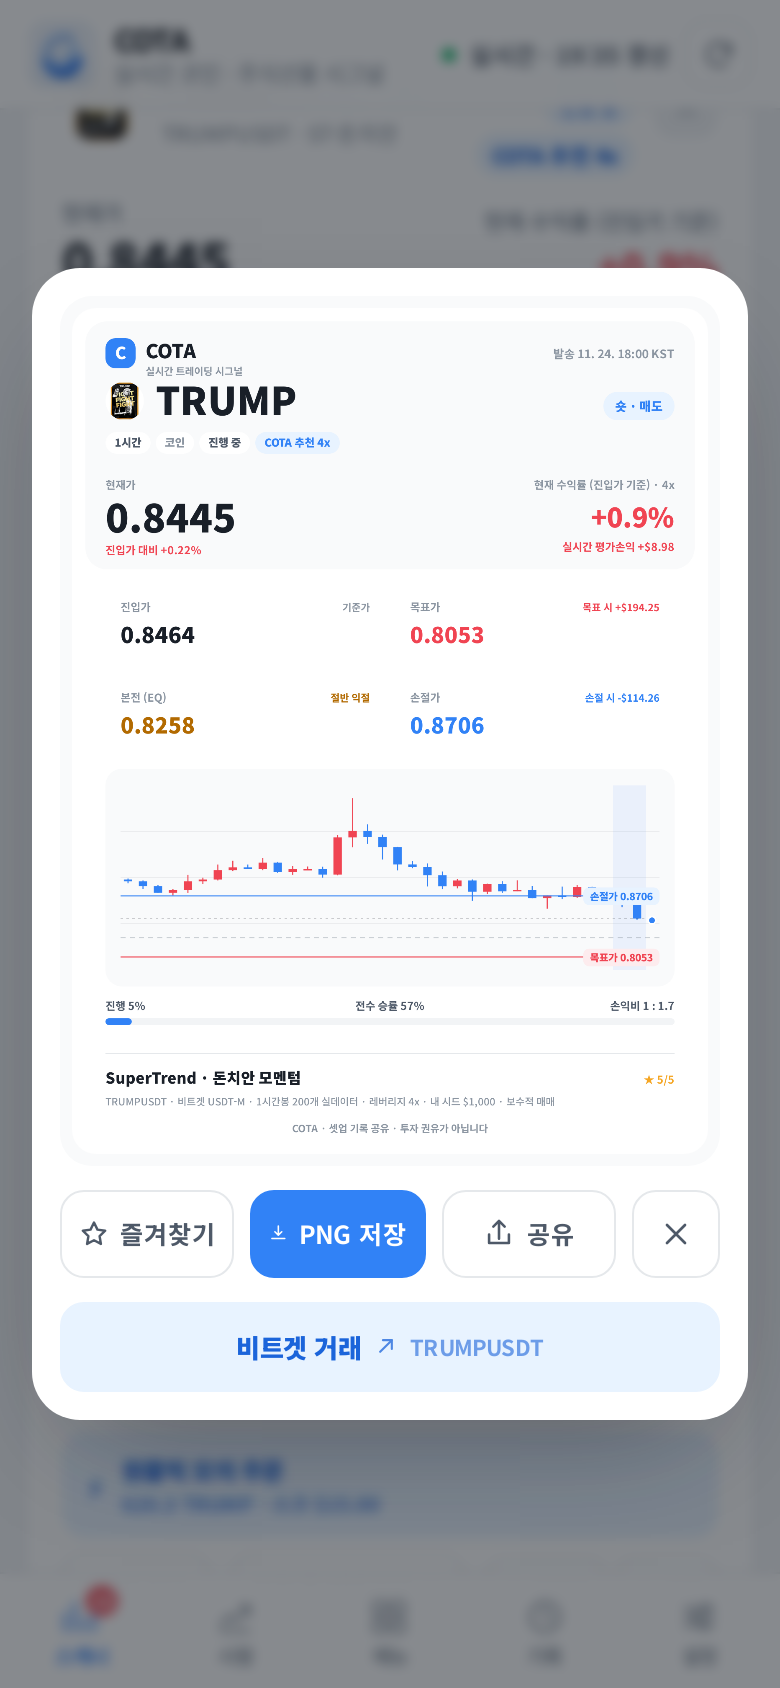 COTA
0.8445
C COTA
실시간 트레이딩 시그널
발송 11. 24. 18:00 KST
TRUMP
숏 · 매도
1시간 코인 진행 중 COTA 추천 4x
현재가
현재 수익률 (진입가 기준) · 4x
0.8445
+0.9%
진입가 대비 +0.22%
실시간 평가손익 +$8.98
진입가 기준가
0.8464
목표가 목표 시 +$194.25
0.8053
본전 (EQ) 절반 익절
0.8258
손절가 손절 시 -$114.26
0.8706
손절가 0.8706
목표가 0.8053
진행 5% 전수 승률 57% 손익비 1 : 1.7
SuperTrend · 돈치안 모멘텀
★ 5/5
TRUMPUSDT · 비트겟 USDT-M · 1시간봉 200개 실데이터 · 레버리지 4x · 내 시드 $1,000 · 보수적 매매
COTA · 셋업 기록 공유 · 투자 권유가 아닙니다
즐겨찾기
PNG 저장
공유
비트겟 거래 ↗ TRUMPUSDT